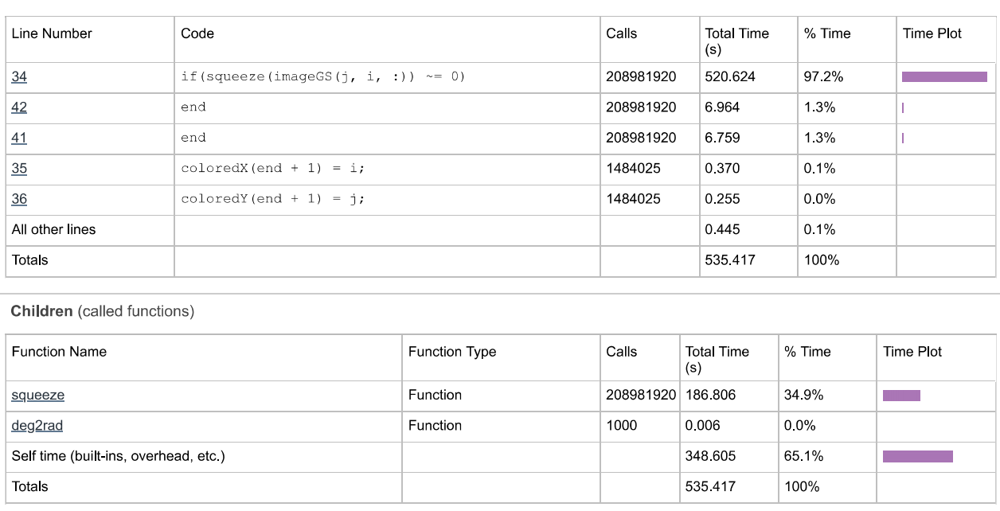 Line Number Code Calls Total Time (s) % Time Time Plot
34 if(squeeze(imageGS(j, i, :)) ~= 0) 208981920 520.624 97.2%
42 end 208981920 6.964 1.3%
41 end 208981920 6.759 1.3%
35 coloredX(end + 1) = i; 1484025 0.370 0.1%
36 coloredY(end + 1) = j; 1484025 0.255 0.0%
All other lines 0.445 0.1%
Totals 535.417 100%
Children (called functions)
Function Name Function Type Calls Total Time (s) % Time Time Plot
squeeze Function 208981920 186.806 34.9%
deg2rad Function 1000 0.006 0.0%
Self time (built-ins, overhead, etc.) 348.605 65.1%
Totals 535.417 100%